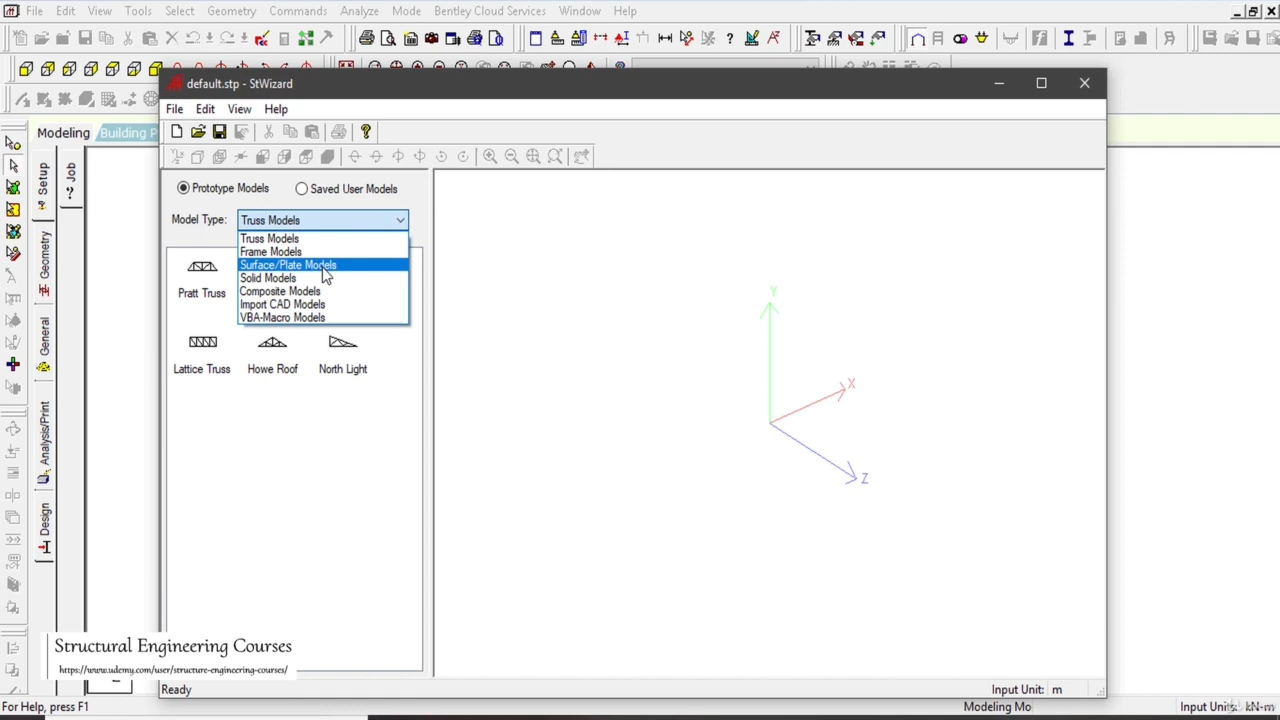 File Edit View Tools Select Geometry Commands Analyze Mode Bentley Cloud Services Window Help
default.stp - StWizard
File Edit View Help
Modeling Building P
Setup
Job
Geometry
General
Analysis/Print
Design
Prototype Models Saved User Models
Model Type: Truss Models
Truss Models
Frame Models
Surface/Plate Models
Solid Models
Composite Models
Import CAD Models
VBA-Macro Models
Pratt Truss
Lattice Truss Howe Roof North Light
Y
X
Z
Structural Engineering Courses
https://www.udemy.com/user/structure-engineering-courses/
Ready Input Unit: m
For Help, press F1 Modeling Mo Input Units: kN-m